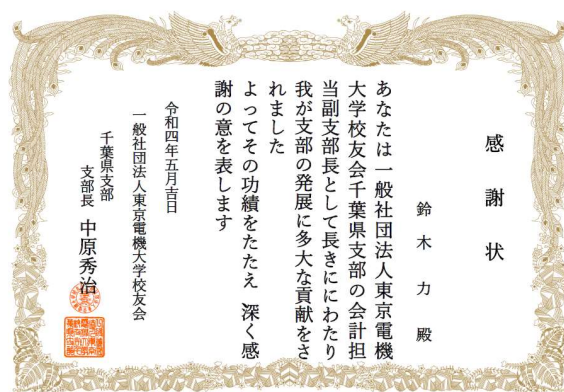 感謝状
鈴木力殿
あなたは一般社団法人東京電機
大学校友会千葉県支部の会計担
当副支部長として長きににわたり
我が支部の発展に多大な貢献をさ
れました
よってその功績をたたえ 深く感
謝の意を表します
令和四年五月吉日
一般社団法人東京電機大学校友会
千葉県支部
支部長 中原秀治